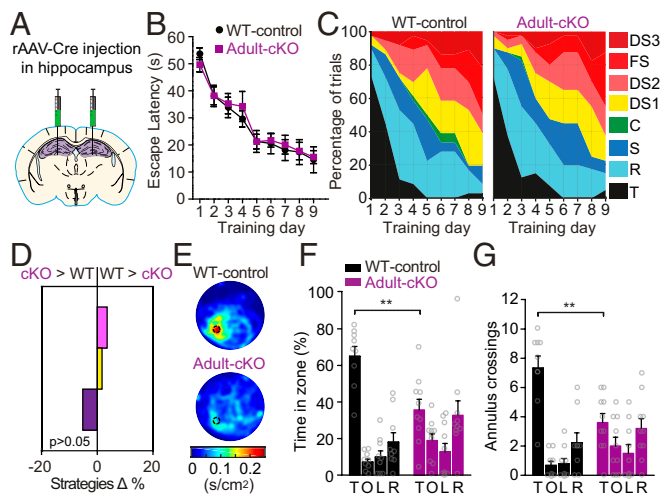 A
rAAV-Cre injection
in hippocampus
B
WT-control
Adult-cKO
Escape Latency (s)
60
50
40
30
20
10
0
1 2 3 4 5 6 7 8 9
Training day
C
WT-control
Adult-cKO
Percentage of trials
100
80
60
40
20
0
1 2 3 4 5 6 7 8 9
1 2 3 4 5 6 7 8 9
Training day
DS3
FS
DS2
DS1
C
S
R
T
D
cKO > WT
WT > cKO
p>0.05
-20 0 20
Strategies Δ %
E
WT-control
Adult-cKO
0 0.1 0.2
(s/cm²)
F
WT-control
Adult-cKO
Time in zone (%)
100
80
60
40
20
0
**
TOLR TOLR
G
Annulus crossings
12
10
8
6
4
2
0
**
TOLR TOLR